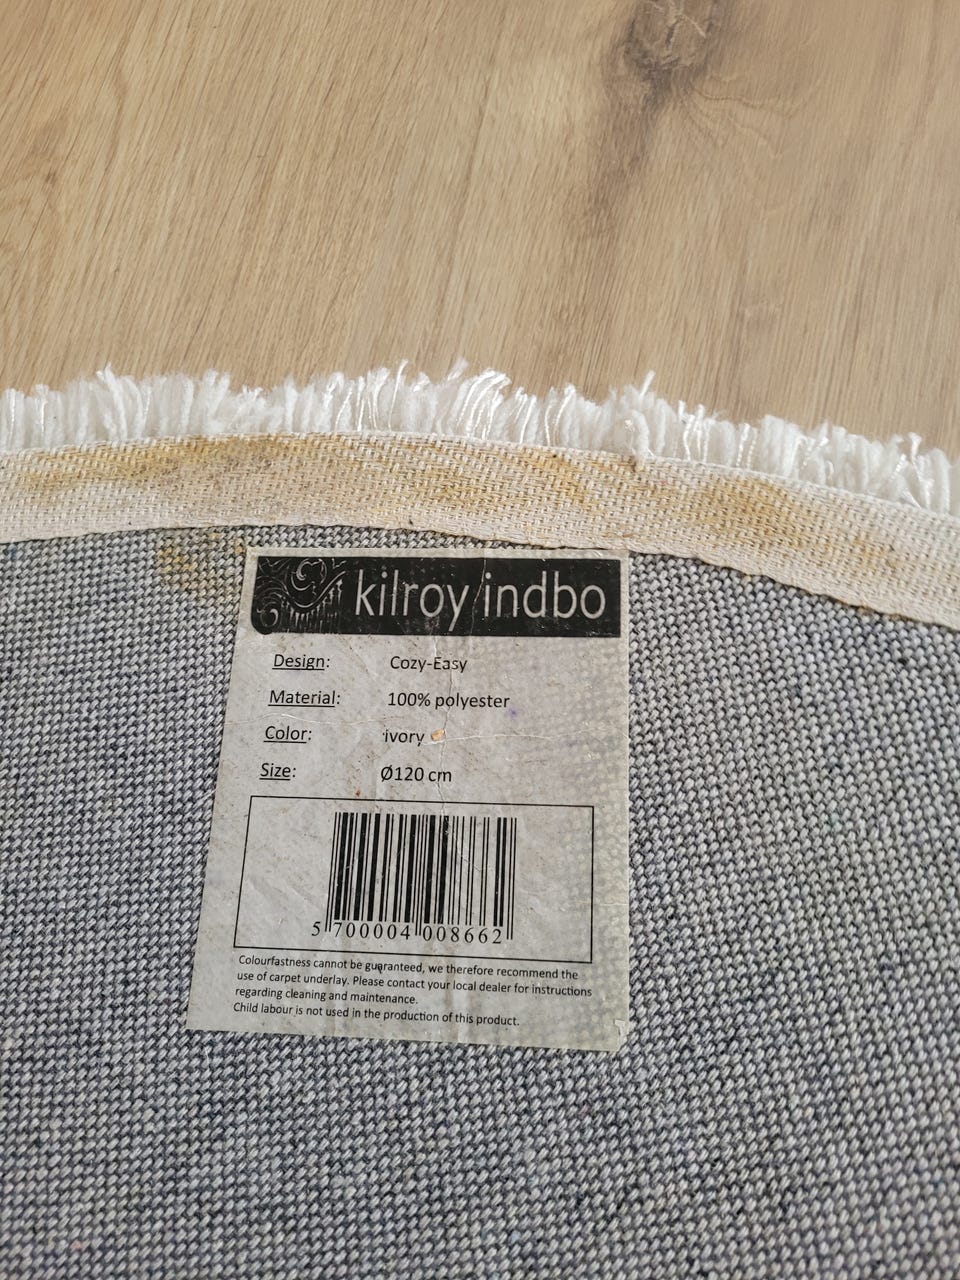 kilroy indbo
Design: Cozy-Easy
Material: 100% polyester
Color: ivory
Size: Ø120 cm
5 700004 008662
Colourfastness cannot be guaranteed, we therefore recommend the
use of carpet underlay. Please contact your local dealer for instructions
regarding cleaning and maintenance.
Child labour is not used in the production of this product.